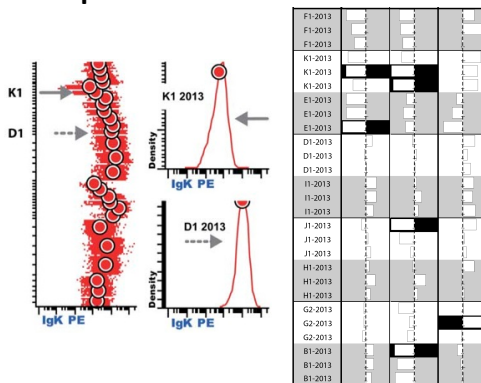 K1
D1
IgK PE
K1 2013
Density
IgK PE
D1 2013
Density
IgK PE
F1-2013
F1-2013
F1-2013
K1-2013
K1-2013
K1-2013
E1-2013
E1-2013
E1-2013
D1-2013
D1-2013
D1-2013
I1-2013
I1-2013
I1-2013
J1-2013
J1-2013
J1-2013
H1-2013
H1-2013
H1-2013
G2-2013
G2-2013
G2-2013
B1-2013
B1-2013
B1-2013